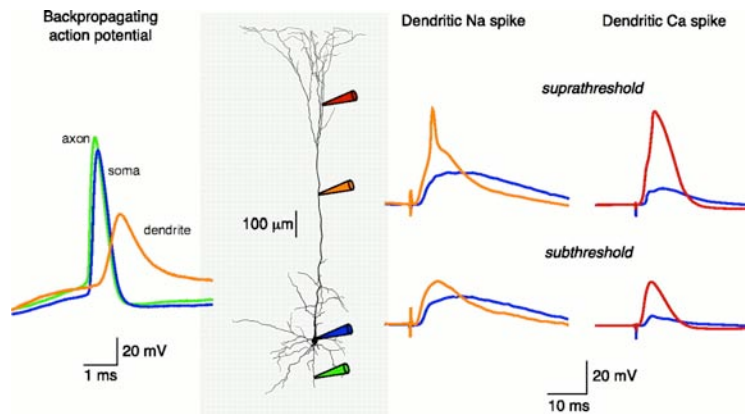 Backpropagating
action potential
axon
soma
dendrite
20 mV
1 ms
100 µm
Dendritic Na spike
Dendritic Ca spike
suprathreshold
subthreshold
20 mV
10 ms